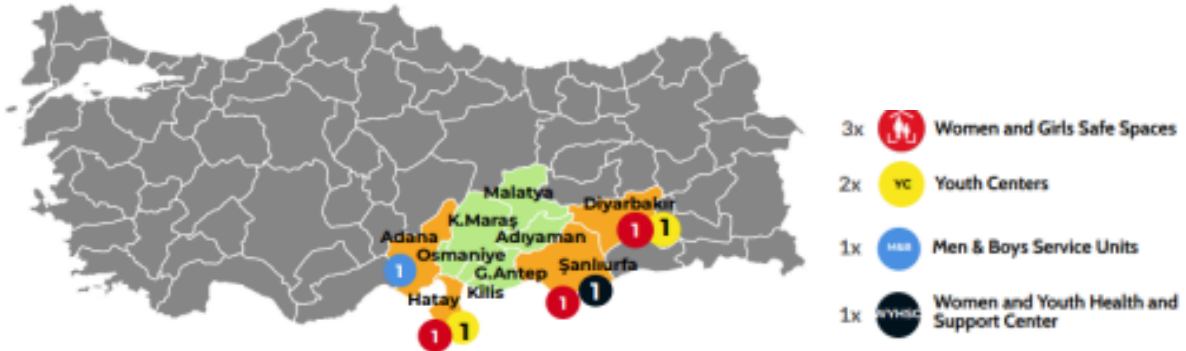 Malatya
Diyarbakır
K.Maraş
Adana
Adıyaman
1
1
Osmaniye
Şanlıurfa
1
G.Antep
Kilis
1
Hatay
1
1
1
3x Women and Girls Safe Spaces
2x YC Youth Centers
1x M&B Men & Boys Service Units
1x WYHSC Women and Youth Health and
Support Center